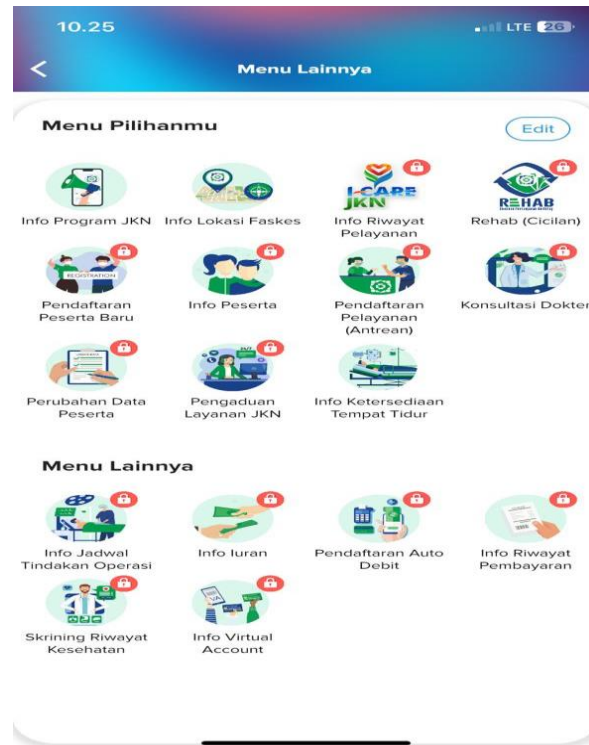 10.25
LTE 26
Menu Lainnya
Menu Pilihanmu
Edit
i-CARE
JKN
REHAB
Info Program JKN
Info Lokasi Faskes
Info Riwayat
Pelayanan
Rehab (Cicilan)
REGISTRATION
Pendaftaran
Peserta Baru
Info Peserta
Pendaftaran
Pelayanan
(Antrean)
Konsultasi Dokter
Perubahan Data
Peserta
Pengaduan
Layanan JKN
Info Ketersediaan
Tempat Tidur
Menu Lainnya
Info Jadwal
Tindakan Operasi
Info Iuran
Pendaftaran Auto
Debit
Info Riwayat
Pembayaran
VA
Skrining Riwayat
Kesehatan
Info Virtual
Account